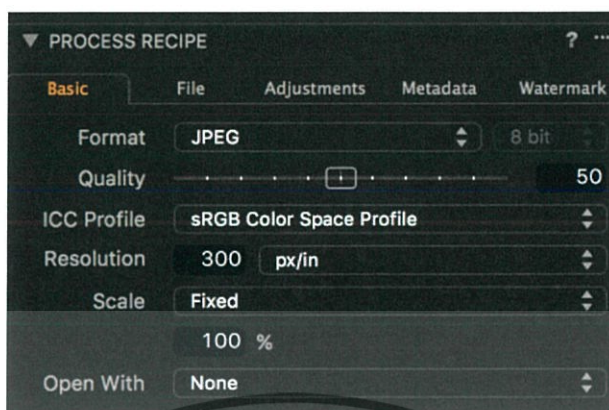 PROCESS RECIPE ? ...
Basic File Adjustments Metadata Watermark
Format JPEG 8 bit
Quality 50
ICC Profile sRGB Color Space Profile
Resolution 300 px/in
Scale Fixed
100 %
Open With None